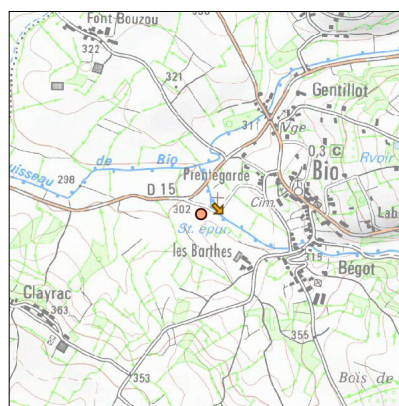 Font Bouzou
322
321
Gentillot
311
Vge
0,3 C
Bio
Rvoir
de Bio
298
D 15
Prentegarde
Cim.
302
St. épur.
Lab
les Barthes
315
Bégot
Clayrac
363
355
353
Bois de